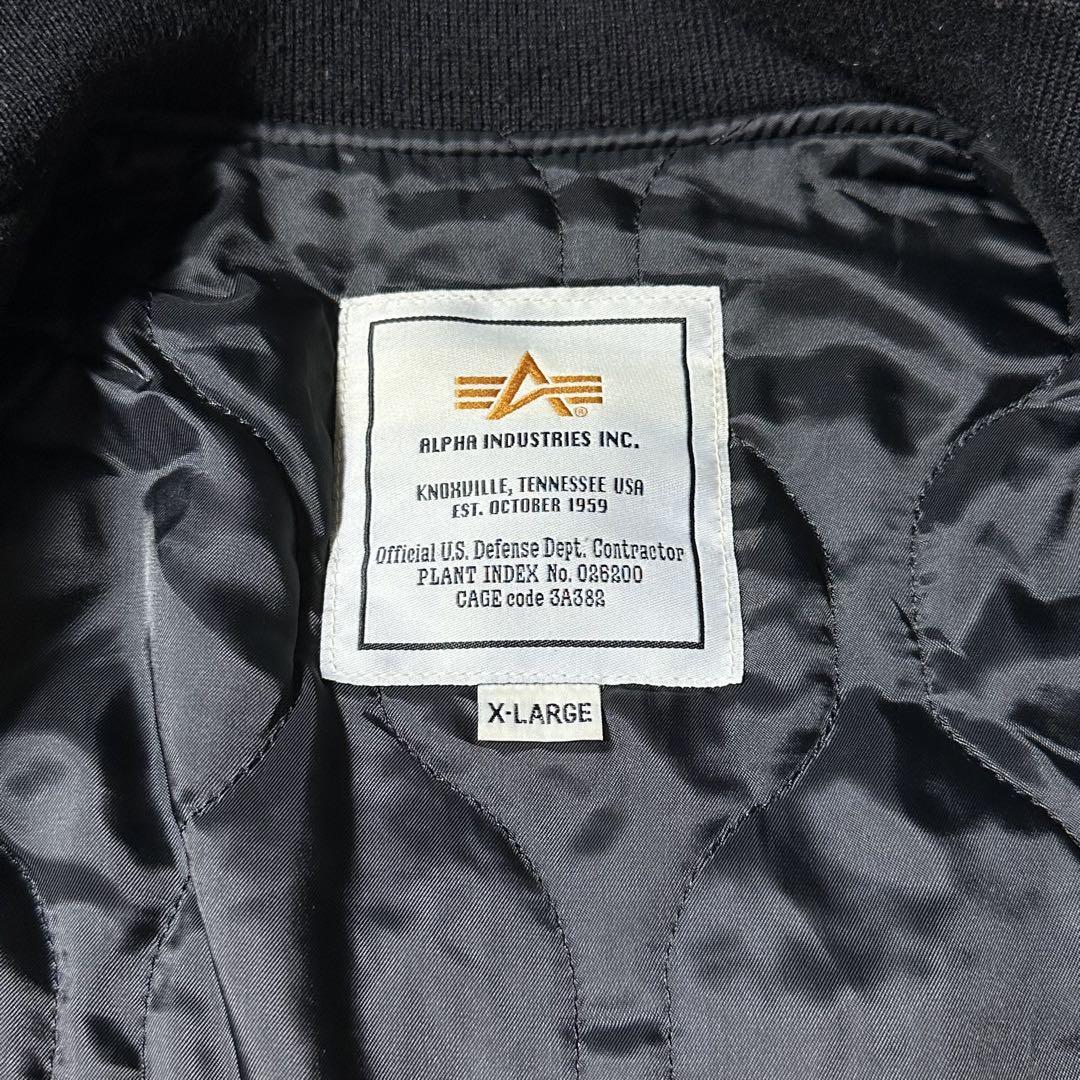 ALPHA INDUSTRIES INC.
KNOXVILLE, TENNESSEE USA
EST. OCTOBER 1959
Official U.S. Defense Dept. Contractor
PLANT INDEX No. 026200
CAGE code 3A382
X-LARGE